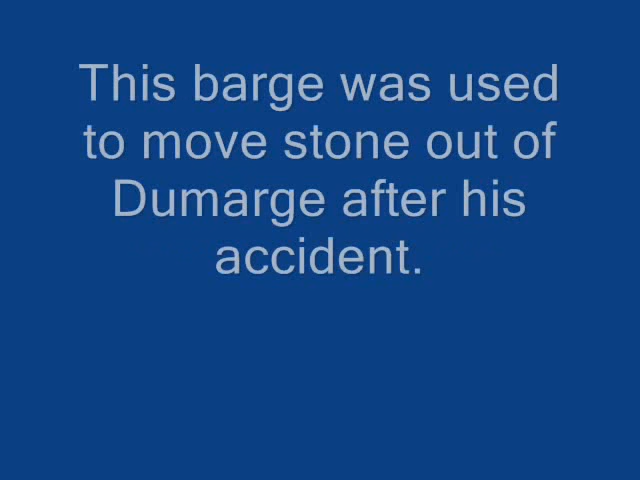 This barge was used
to move stone out of
Dumarge after his
accident.